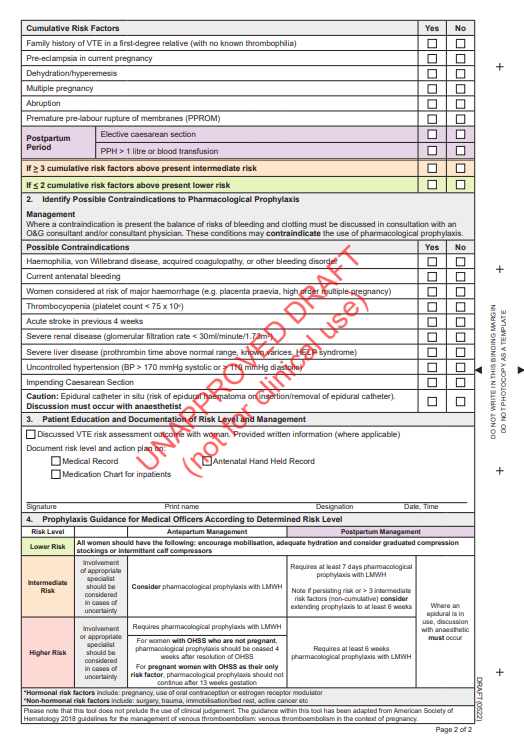 Cumulative Risk Factors Yes No
Family history of VTE in a first-degree relative (with no known thrombophilia)
Pre-eclampsia in current pregnancy
Dehydration/hyperemesis
Multiple pregnancy
Abruption
Premature pre-labour rupture of membranes (PPROM)
Postpartum Period
Elective caesarean section
PPH > 1 litre or blood transfusion
If ≥ 3 cumulative risk factors above present intermediate risk
If ≤ 2 cumulative risk factors above present lower risk
2. Identify Possible Contraindications to Pharmacological Prophylaxis
Management
Where a contraindication is present the balance of risks of bleeding and clotting must be discussed in consultation with an
O&G consultant and/or consultant physician. These conditions may contraindicate the use of pharmacological prophylaxis.
Possible Contraindications Yes No
Haemophilia, von Willebrand disease, acquired coagulopathy, or other bleeding disorder
Current antenatal bleeding
Women considered at risk of major haemorrhage (e.g. placenta praevia, high order multiple pregnancy)
Thrombocyopenia (platelet count < 75 x 10⁹)
Acute stroke in previous 4 weeks
Severe renal disease (glomerular filtration rate < 30ml/minute/1.73m²)
Severe liver disease (prothrombin time above normal range, known varices, HELP syndrome)
Uncontrolled hypertension (BP > 170 mmHg systolic or > 110 mmHg diastolic)
Impending Caesarean Section
Caution: Epidural catheter in situ (risk of epidural haematoma on insertion/removal of epidural catheter).
Discussion must occur with anaesthetist
3. Patient Education and Documentation of Risk Level and Management
Discussed VTE risk assessment outcome with woman. Provided written information (where applicable)
Document risk level and action plan on:
Medical Record Antenatal Hand Held Record
Medication Chart for inpatients
Signature Print name Designation Date, Time
4. Prophylaxis Guidance for Medical Officers According to Determined Risk Level
Risk Level Antepartum Management Postpartum Management
Lower Risk
All women should have the following: encourage mobilisation, adequate hydration and consider graduated compression
stockings or intermittent calf compressors
Intermediate
Risk
Involvement
of appropriate
specialist
should be
considered
in cases of
uncertainty
Consider pharmacological prophylaxis with LMWH
Requires at least 7 days pharmacological
prophylaxis with LMWH
Note if persisting risk or > 3 intermediate
risk factors (non-cumulative) consider
extending prophylaxis to at least 6 weeks
Where an
epidural is in
use, discussion
with anaesthetic
must occur
Higher Risk
Involvement
or appropriate
specialist
should be
considered
in cases of
uncertainty
Requires pharmacological prophylaxis with LMWH
For women with OHSS who are not pregnant,
pharmacological prophylaxis should be ceased 4
weeks after resolution of OHSS
For pregnant women with OHSS as their only
risk factor, pharmacological prophylaxis should not
continue after 13 weeks gestation
Requires at least 6 weeks
pharmacological prophylaxis with LMWH
*Hormonal risk factors include: pregnancy, use of oral contraception or estrogen receptor modulator
*Non-hormonal risk factors include: surgery, trauma, immobilisation/bed rest, active cancer etc
Please note that this tool does not prelude the use of clinical judgement. The guidance within this tool has been adapted from American Society of
Hematology 2018 guidelines for the management of venous thromboembolism: venous thromboembolism in the context of pregnancy.
Page 2 of 2
UNAPPROVED DRAFT
(not for clinical use)
DO NOT WRITE IN THIS BINDING MARGIN
DO NOT PHOTOCOPY AS A TEMPLATE
DRAFT (0522)